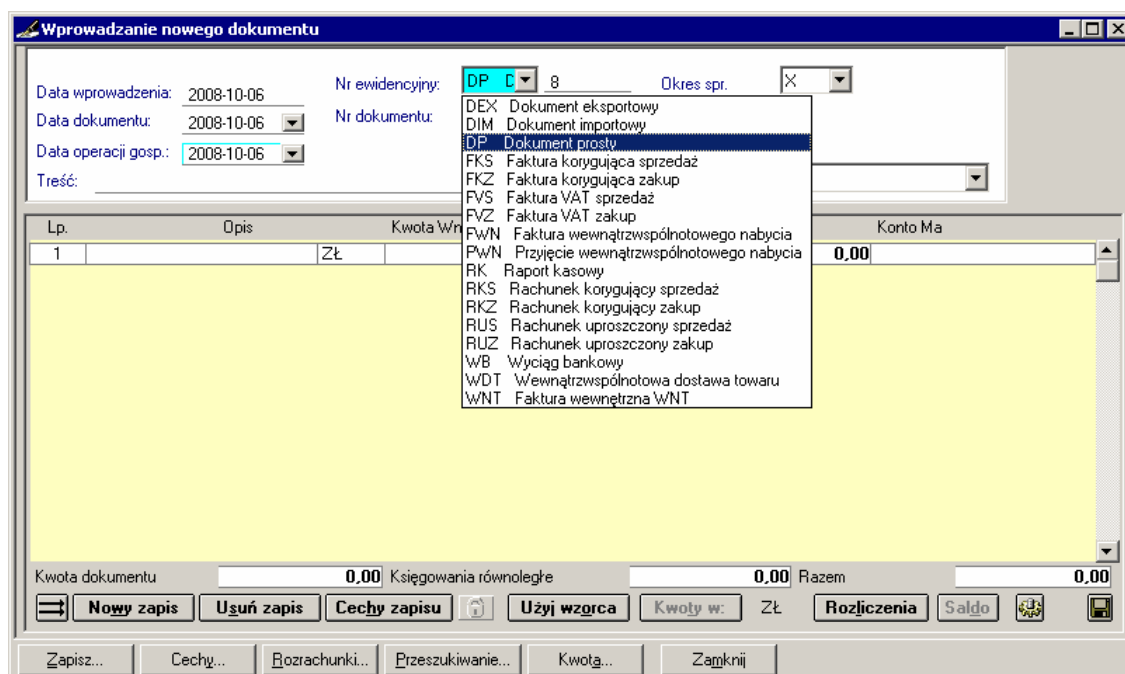 Wprowadzanie nowego dokumentu
Data wprowadzenia: 2008-10-06 Nr ewidencyjny: DP D 8 Okres spr. X
Data dokumentu: 2008-10-06 Nr dokumentu:
Data operacji gosp.: 2008-10-06
Treść:
DEX Dokument eksportowy
DIM Dokument importowy
DP Dokument prosty
FKS Faktura korygująca sprzedaż
FKZ Faktura korygująca zakup
FVS Faktura VAT sprzedaż
FVZ Faktura VAT zakup
FWN Faktura wewnątrzwspólnotowego nabycia
PWN Przyjęcie wewnątrzwspólnotowego nabycia
RK Raport kasowy
RKS Rachunek korygujący sprzedaż
RKZ Rachunek korygujący zakup
RUS Rachunek uproszczony sprzedaż
RUZ Rachunek uproszczony zakup
WB Wyciąg bankowy
WDT Wewnątrzwspólnotowa dostawa towaru
WNT Faktura wewnętrzna WNT
Lp. Opis Kwota Wn Konto Ma
1 ZŁ 0,00
Kwota dokumentu 0,00 Księgowania równoległe 0,00 Razem 0,00
Nowy zapis Usuń zapis Cechy zapisu Użyj wzorca Kwoty w: ZŁ Rozliczenia Saldo
Zapisz... Cechy... Rozrachunki... Przeszukiwanie... Kwota... Zamknij